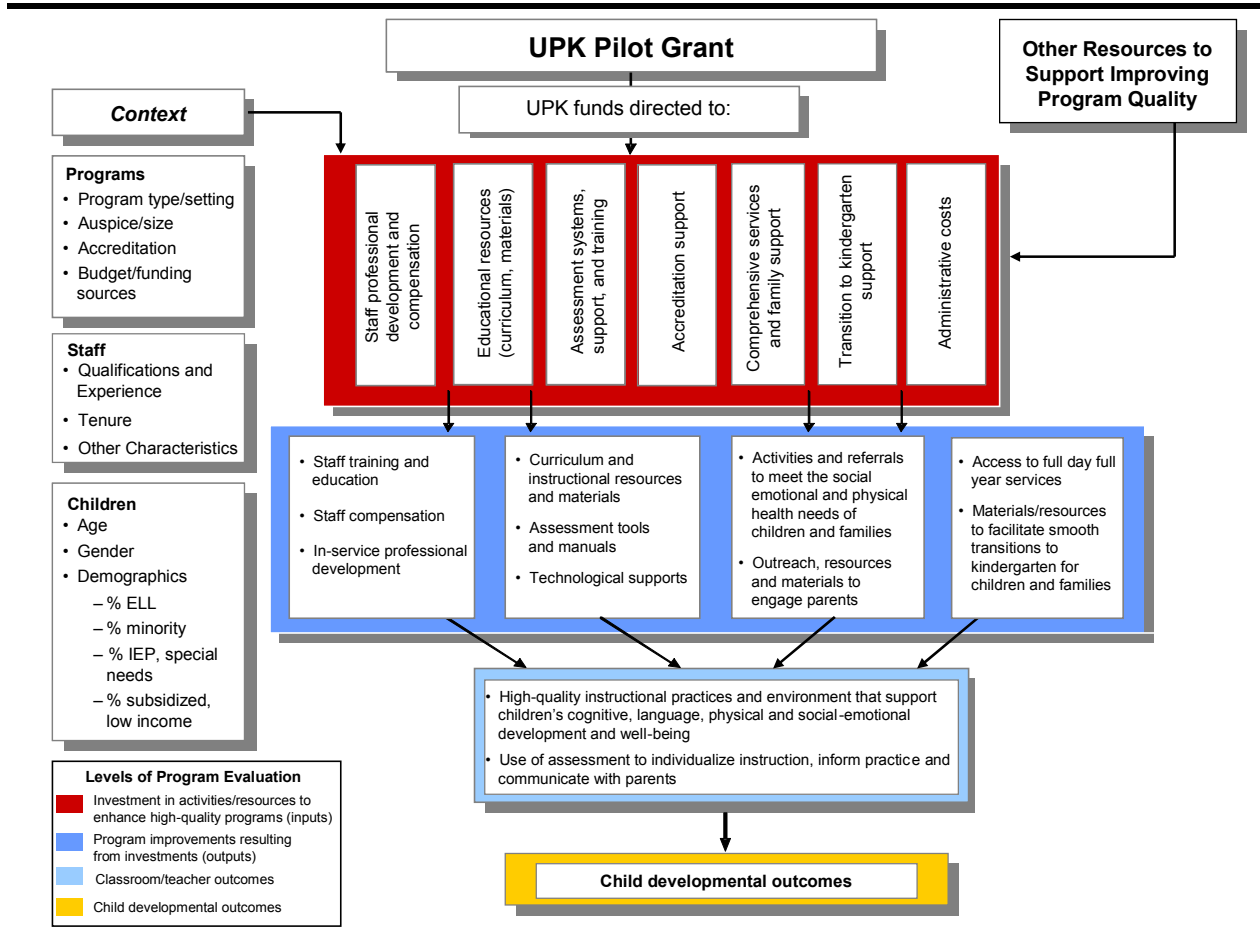 UPK Pilot Grant
UPK funds directed to:
Other Resources to
Support Improving
Program Quality
Context
Programs
• Program type/setting
• Auspice/size
• Accreditation
• Budget/funding
sources
Staff
• Qualifications and
Experience
• Tenure
• Other Characteristics
Children
• Age
• Gender
• Demographics
– % ELL
– % minority
– % IEP, special
needs
– % subsidized,
low income
Staff professional
development and
compensation
Educational resources
(curriculum, materials)
Assessment systems,
support, and training
Accreditation support
Comprehensive services
and family support
Transition to kindergarten
support
Administrative costs
• Staff training and
education
• Staff compensation
• In-service professional
development
• Curriculum and
instructional resources
and materials
• Assessment tools
and manuals
• Technological supports
• Activities and referrals
to meet the social
emotional and physical
health needs of
children and families
• Outreach, resources
and materials to
engage parents
• Access to full day full
year services
• Materials/resources
to facilitate smooth
transitions to
kindergarten for
children and families
• High-quality instructional practices and environment that support
children's cognitive, language, physical and social-emotional
development and well-being
• Use of assessment to individualize instruction, inform practice and
communicate with parents
Child developmental outcomes
Levels of Program Evaluation
Investment in activities/resources to
enhance high-quality programs (inputs)
Program improvements resulting
from investments (outputs)
Classroom/teacher outcomes
Child developmental outcomes